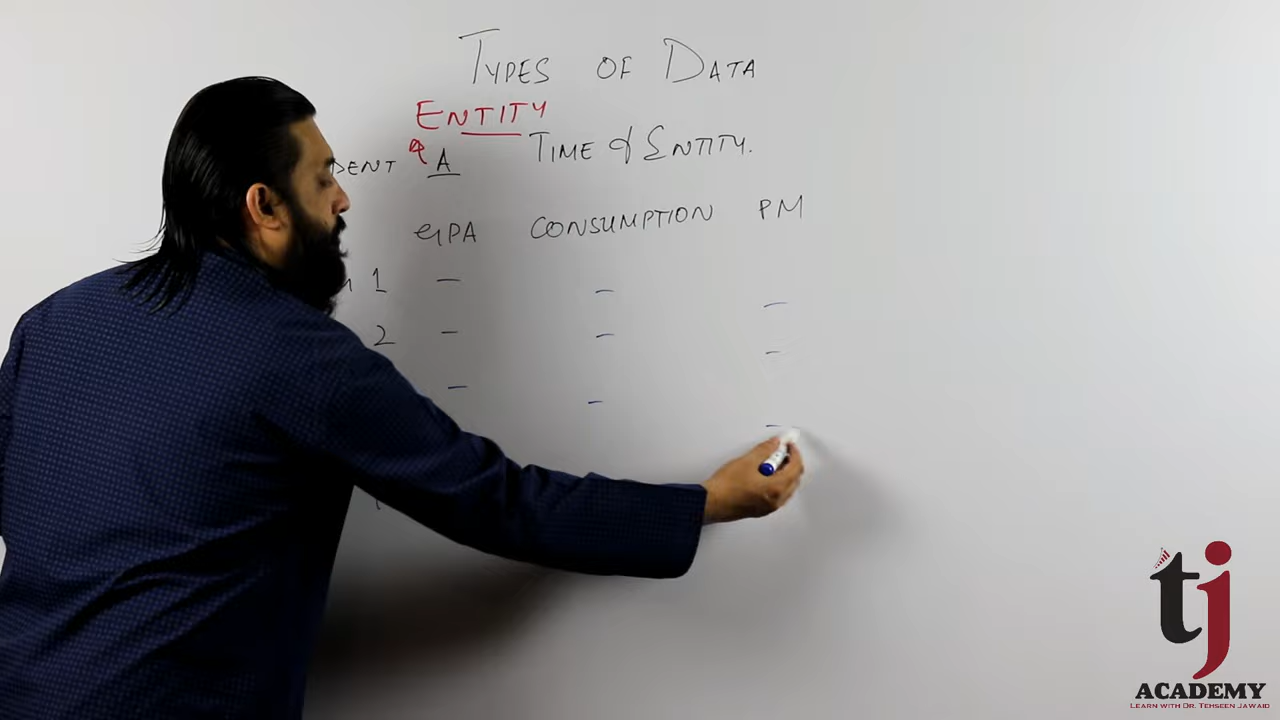 TYPES OF DATA
ENTITY
DENT A TIME & ENTITY.
GPA CONSUMPTION PM
1 — – –
2 – – –
– – –
tj
ACADEMY
LEARN WITH DR. TEHSEEN JAWAID